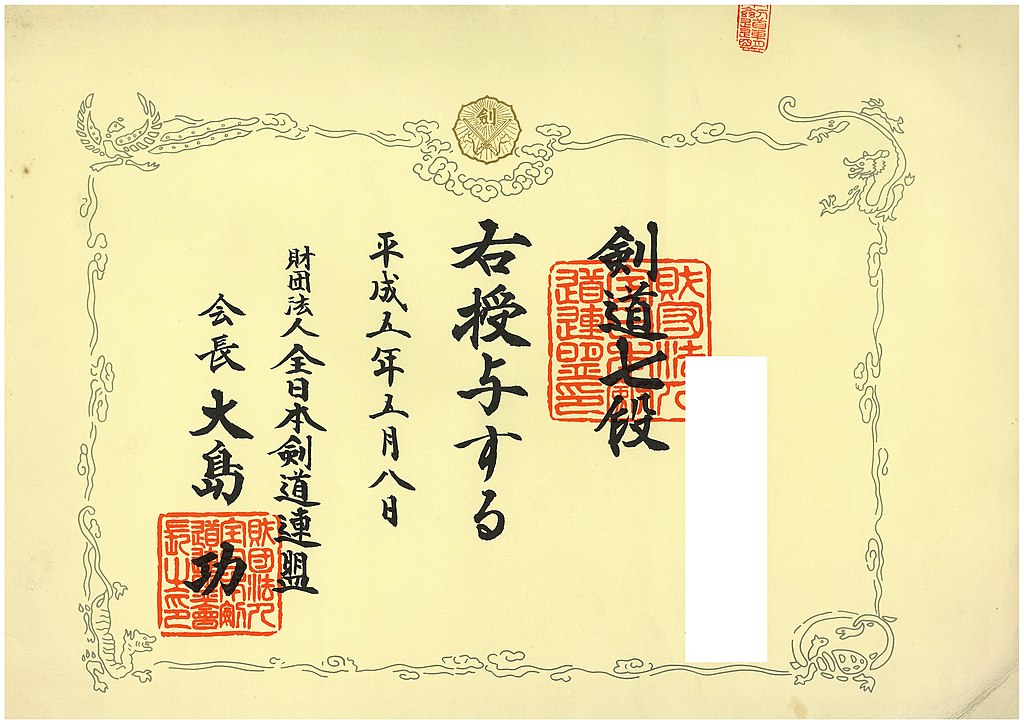 剣道七段
右授与する
平成五年五月八日
財団法人全日本剣道連盟
会長 大島 功
剣
財団法人全日本剣道連盟印
財団法人全日本剣道連盟會長之印